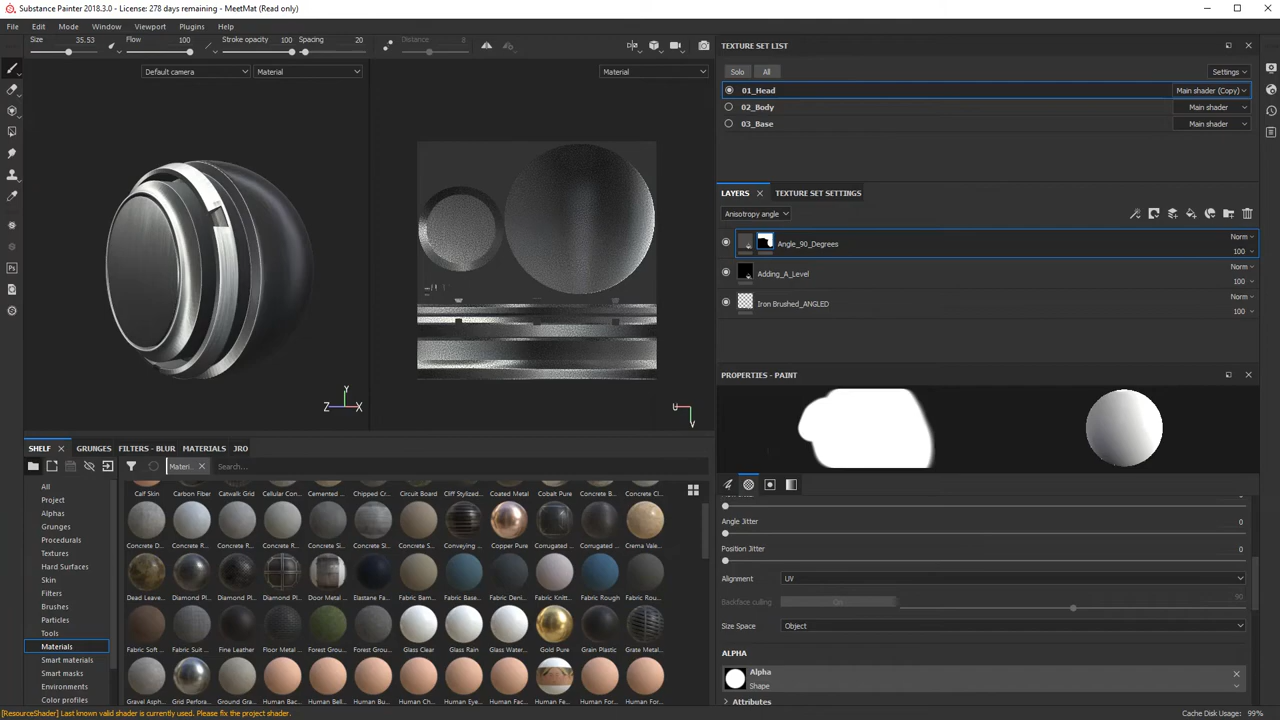 Substance Painter 2018.3.0 - License: 278 days remaining - MeetMat (Read only)
File Edit Mode Window Viewport Plugins Help
Size 35.53 Flow 100 Stroke opacity 100 Spacing 20 Distance 8
Default camera Material Material
TEXTURE SET LIST
Solo All Settings
01_Head Main shader (Copy)
02_Body Main shader
03_Base Main shader
LAYERS TEXTURE SET SETTINGS
Anisotropy angle
Angle_90_Degrees Norm 100
Adding_A_Level Norm 100
Iron Brushed_ANGLED Norm 100
Y
Z X
U
V
PROPERTIES - PAINT
Angle Jitter 0
Position Jitter 0
Alignment UV
Backface culling On 90
Size Space Object
ALPHA
Alpha
Shape
Attributes
SHELF GRUNGES FILTERS - BLUR MATERIALS JRO
Materi... Search...
All
Project
Alphas
Grunges
Procedurals
Textures
Hard Surfaces
Skin
Filters
Brushes
Particles
Tools
Materials
Smart materials
Smart masks
Environments
Color profiles
Calf Skin Carbon Fiber Catwalk Grid Cellular Con... Cemented ... Chipped Cr... Circuit Board Cliff Stylized... Coated Metal Cobalt Pure Concrete B... Concrete Cl...
Concrete D... Concrete R... Concrete R... Concrete R... Concrete Si... Concrete Sl... Concrete S... Conveying ... Copper Pure Corrugated ... Corrugated ... Crema Vale...
Dead Leave... Diamond Pl... Diamond Pl... Diamond Pl... Door Metal ... Elastane Fa... Fabric Bam... Fabric Base... Fabric Deni... Fabric Knitt... Fabric Rough Fabric Rou...
Fabric Soft ... Fabric Suit ... Fine Leather Floor Metal ... Forest Grou... Forest Grou... Glass Clear Glass Rain Glass Water... Gold Pure Grain Plastic Grate Metal...
Gravel Asph... Grid Perfora... Ground Gra... Human Bac... Human Bell... Human Bu... Human Ch... Human Eye... Human Fac... Human Fe... Human For... Human For...
[ResourceShader] Last known valid shader is currently used. Please fix the project shader.
Cache Disk Usage: 99%